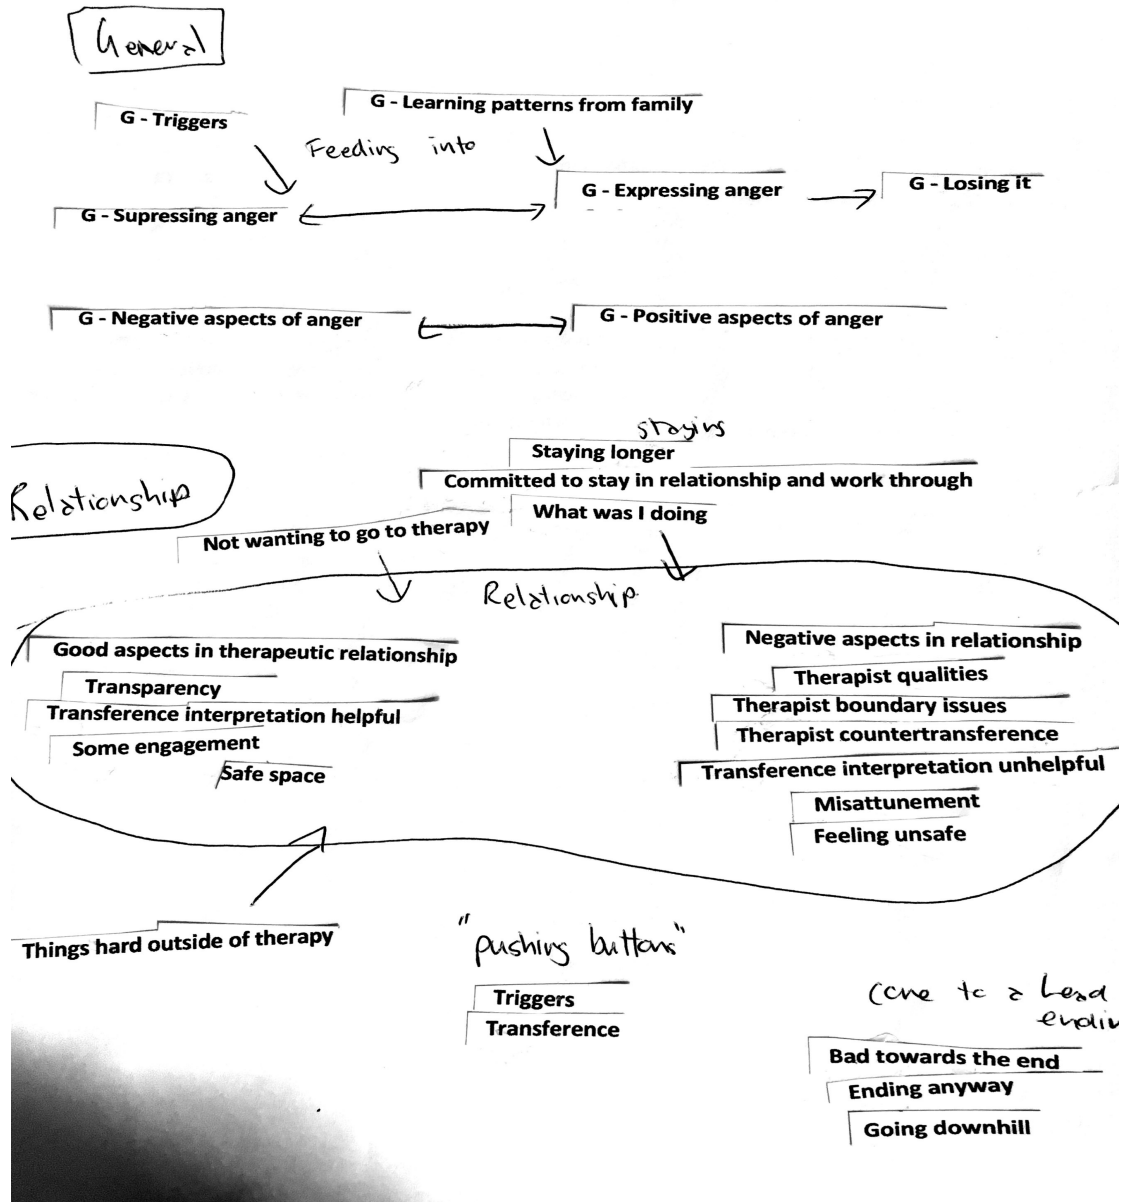 General
G - Triggers
G - Learning patterns from family
Feeding into
G - Supressing anger
G - Expressing anger
G - Losing it
G - Negative aspects of anger
G - Positive aspects of anger
Relationship
staying
Staying longer
Committed to stay in relationship and work through
What was I doing
Not wanting to go to therapy
Relationship
Good aspects in therapeutic relationship
Transparency
Transference interpretation helpful
Some engagement
Safe space
Negative aspects in relationship
Therapist qualities
Therapist boundary issues
Therapist countertransference
Transference interpretation unhelpful
Misattunement
Feeling unsafe
Things hard outside of therapy
"pushing buttons"
Triggers
Transference
come to a head
endin
Bad towards the end
Ending anyway
Going downhill